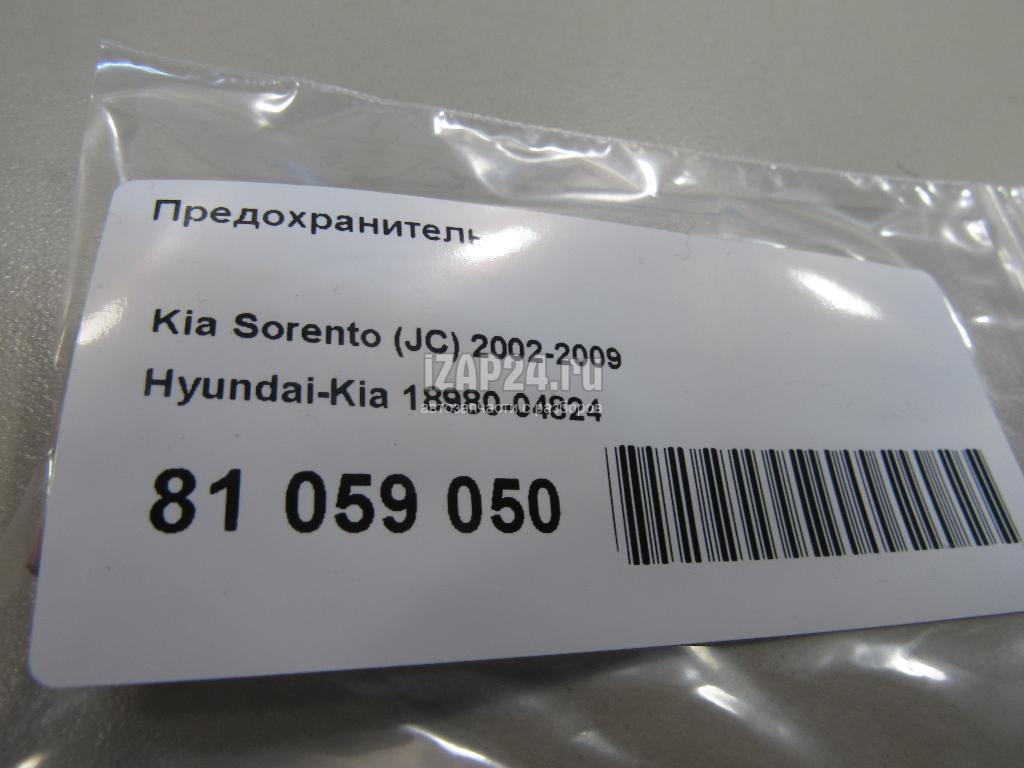 Предохранитель
Kia Sorento (JC) 2002-2009
iZAP24.ru
Hyundai-Kia 18980-04824
автозапчасти с разборов
81 059 050